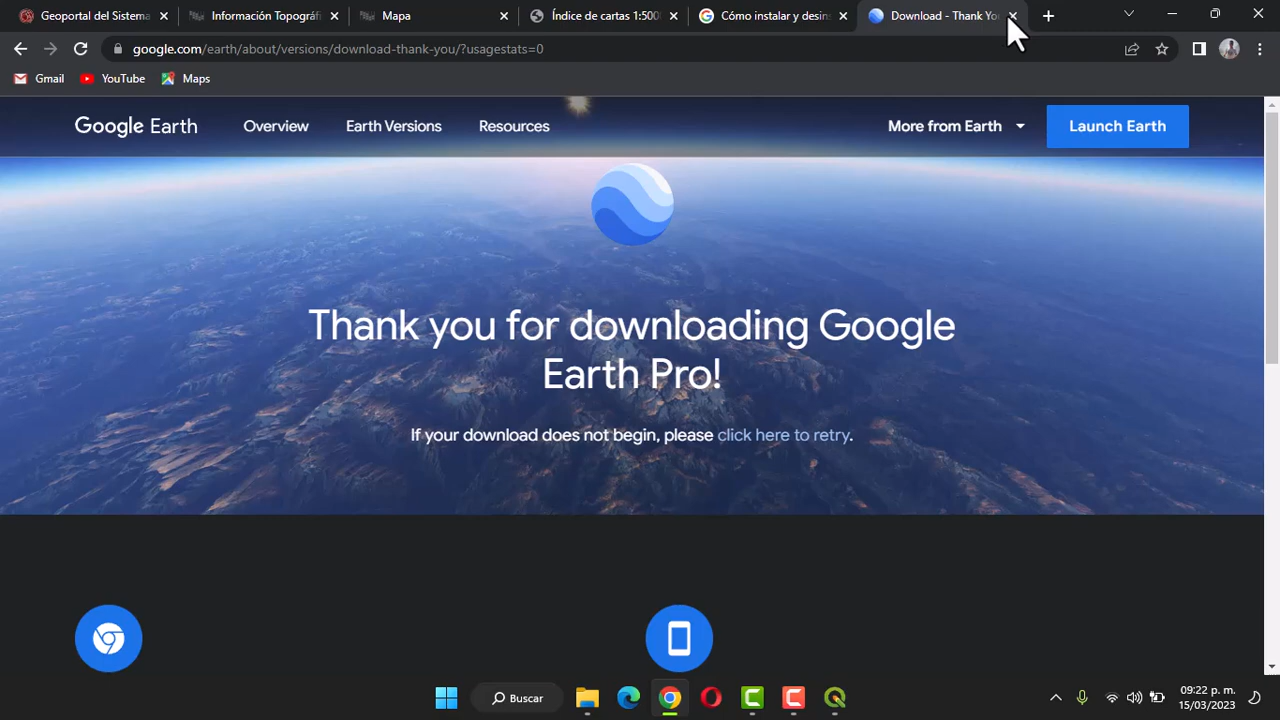 Geoportal del Sistema
Información Topográfi
Mapa
Índice de cartas 1:500
Cómo instalar y desins
Download - Thank Yo
google.com/earth/about/versions/download-thank-you/?usagestats=0
Gmail
YouTube
Maps
Google Earth
Overview
Earth Versions
Resources
More from Earth
Launch Earth
Thank you for downloading Google
Earth Pro!
If your download does not begin, please click here to retry.
Buscar
09:22 p. m.
15/03/2023